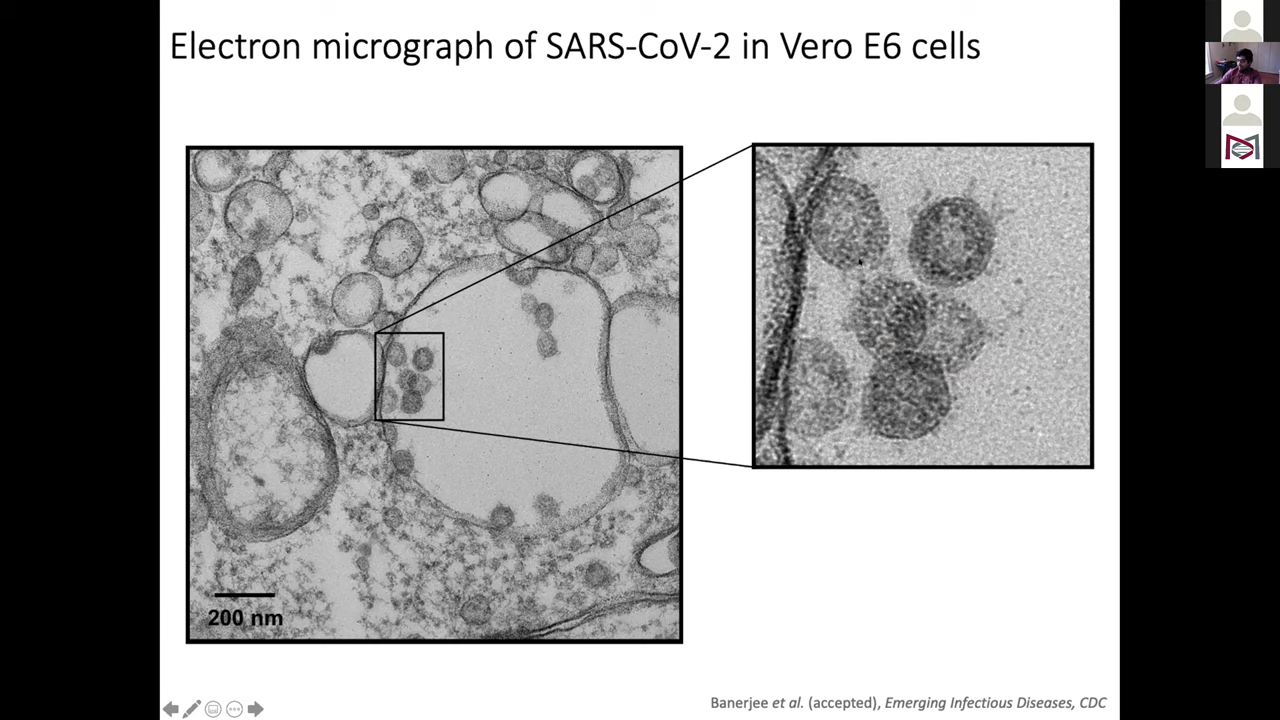 Electron micrograph of SARS-CoV-2 in Vero E6 cells
200 nm
Banerjee et al. (accepted), Emerging Infectious Diseases, CDC